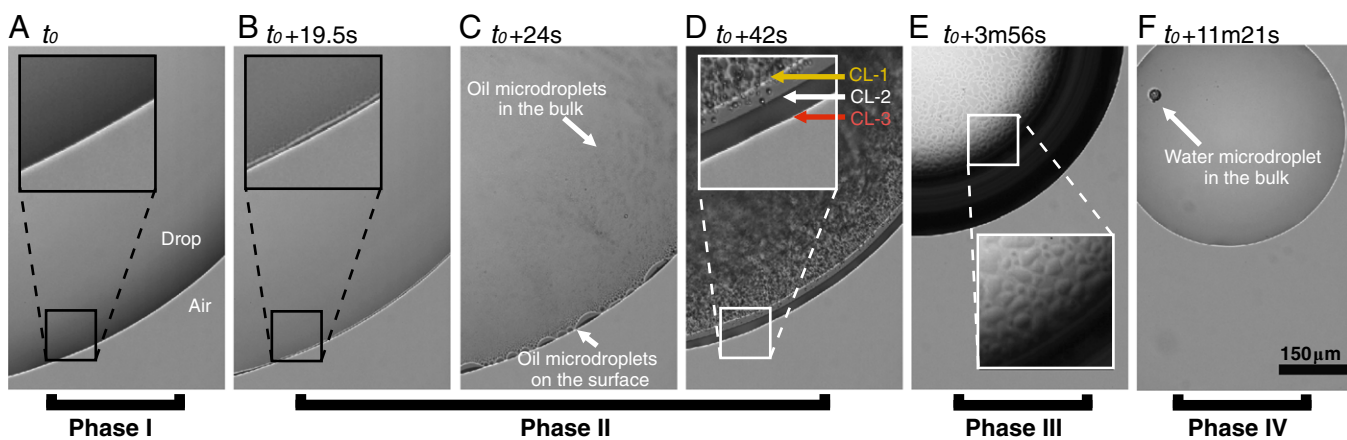 A t0
B t0+19.5s
C t0+24s
D t0+42s
E t0+3m56s
F t0+11m21s
Drop
Air
Oil microdroplets
in the bulk
Oil microdroplets
on the surface
CL-1
CL-2
CL-3
Water microdroplet
in the bulk
150μm
Phase I
Phase II
Phase III
Phase IV